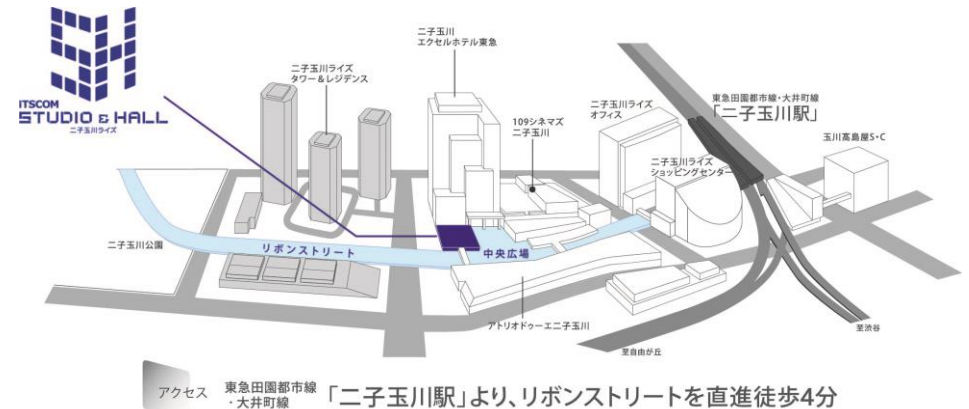 SH
ITSCOM
STUDIO & HALL
二子玉川ライズ
二子玉川ライズ
タワー&レジデンス
二子玉川
エクセルホテル東急
109シネマズ
二子玉川
二子玉川ライズ
オフィス
東急田園都市線・大井町線
「二子玉川駅」
玉川髙島屋S・C
二子玉川ライズ
ショッピングセンター
二子玉川公園
リボンストリート
中央広場
アトリオドゥーエ二子玉川
至自由が丘
至渋谷
アクセス
東急田園都市線
・大井町線
「二子玉川駅」より、リボンストリートを直進徒歩4分